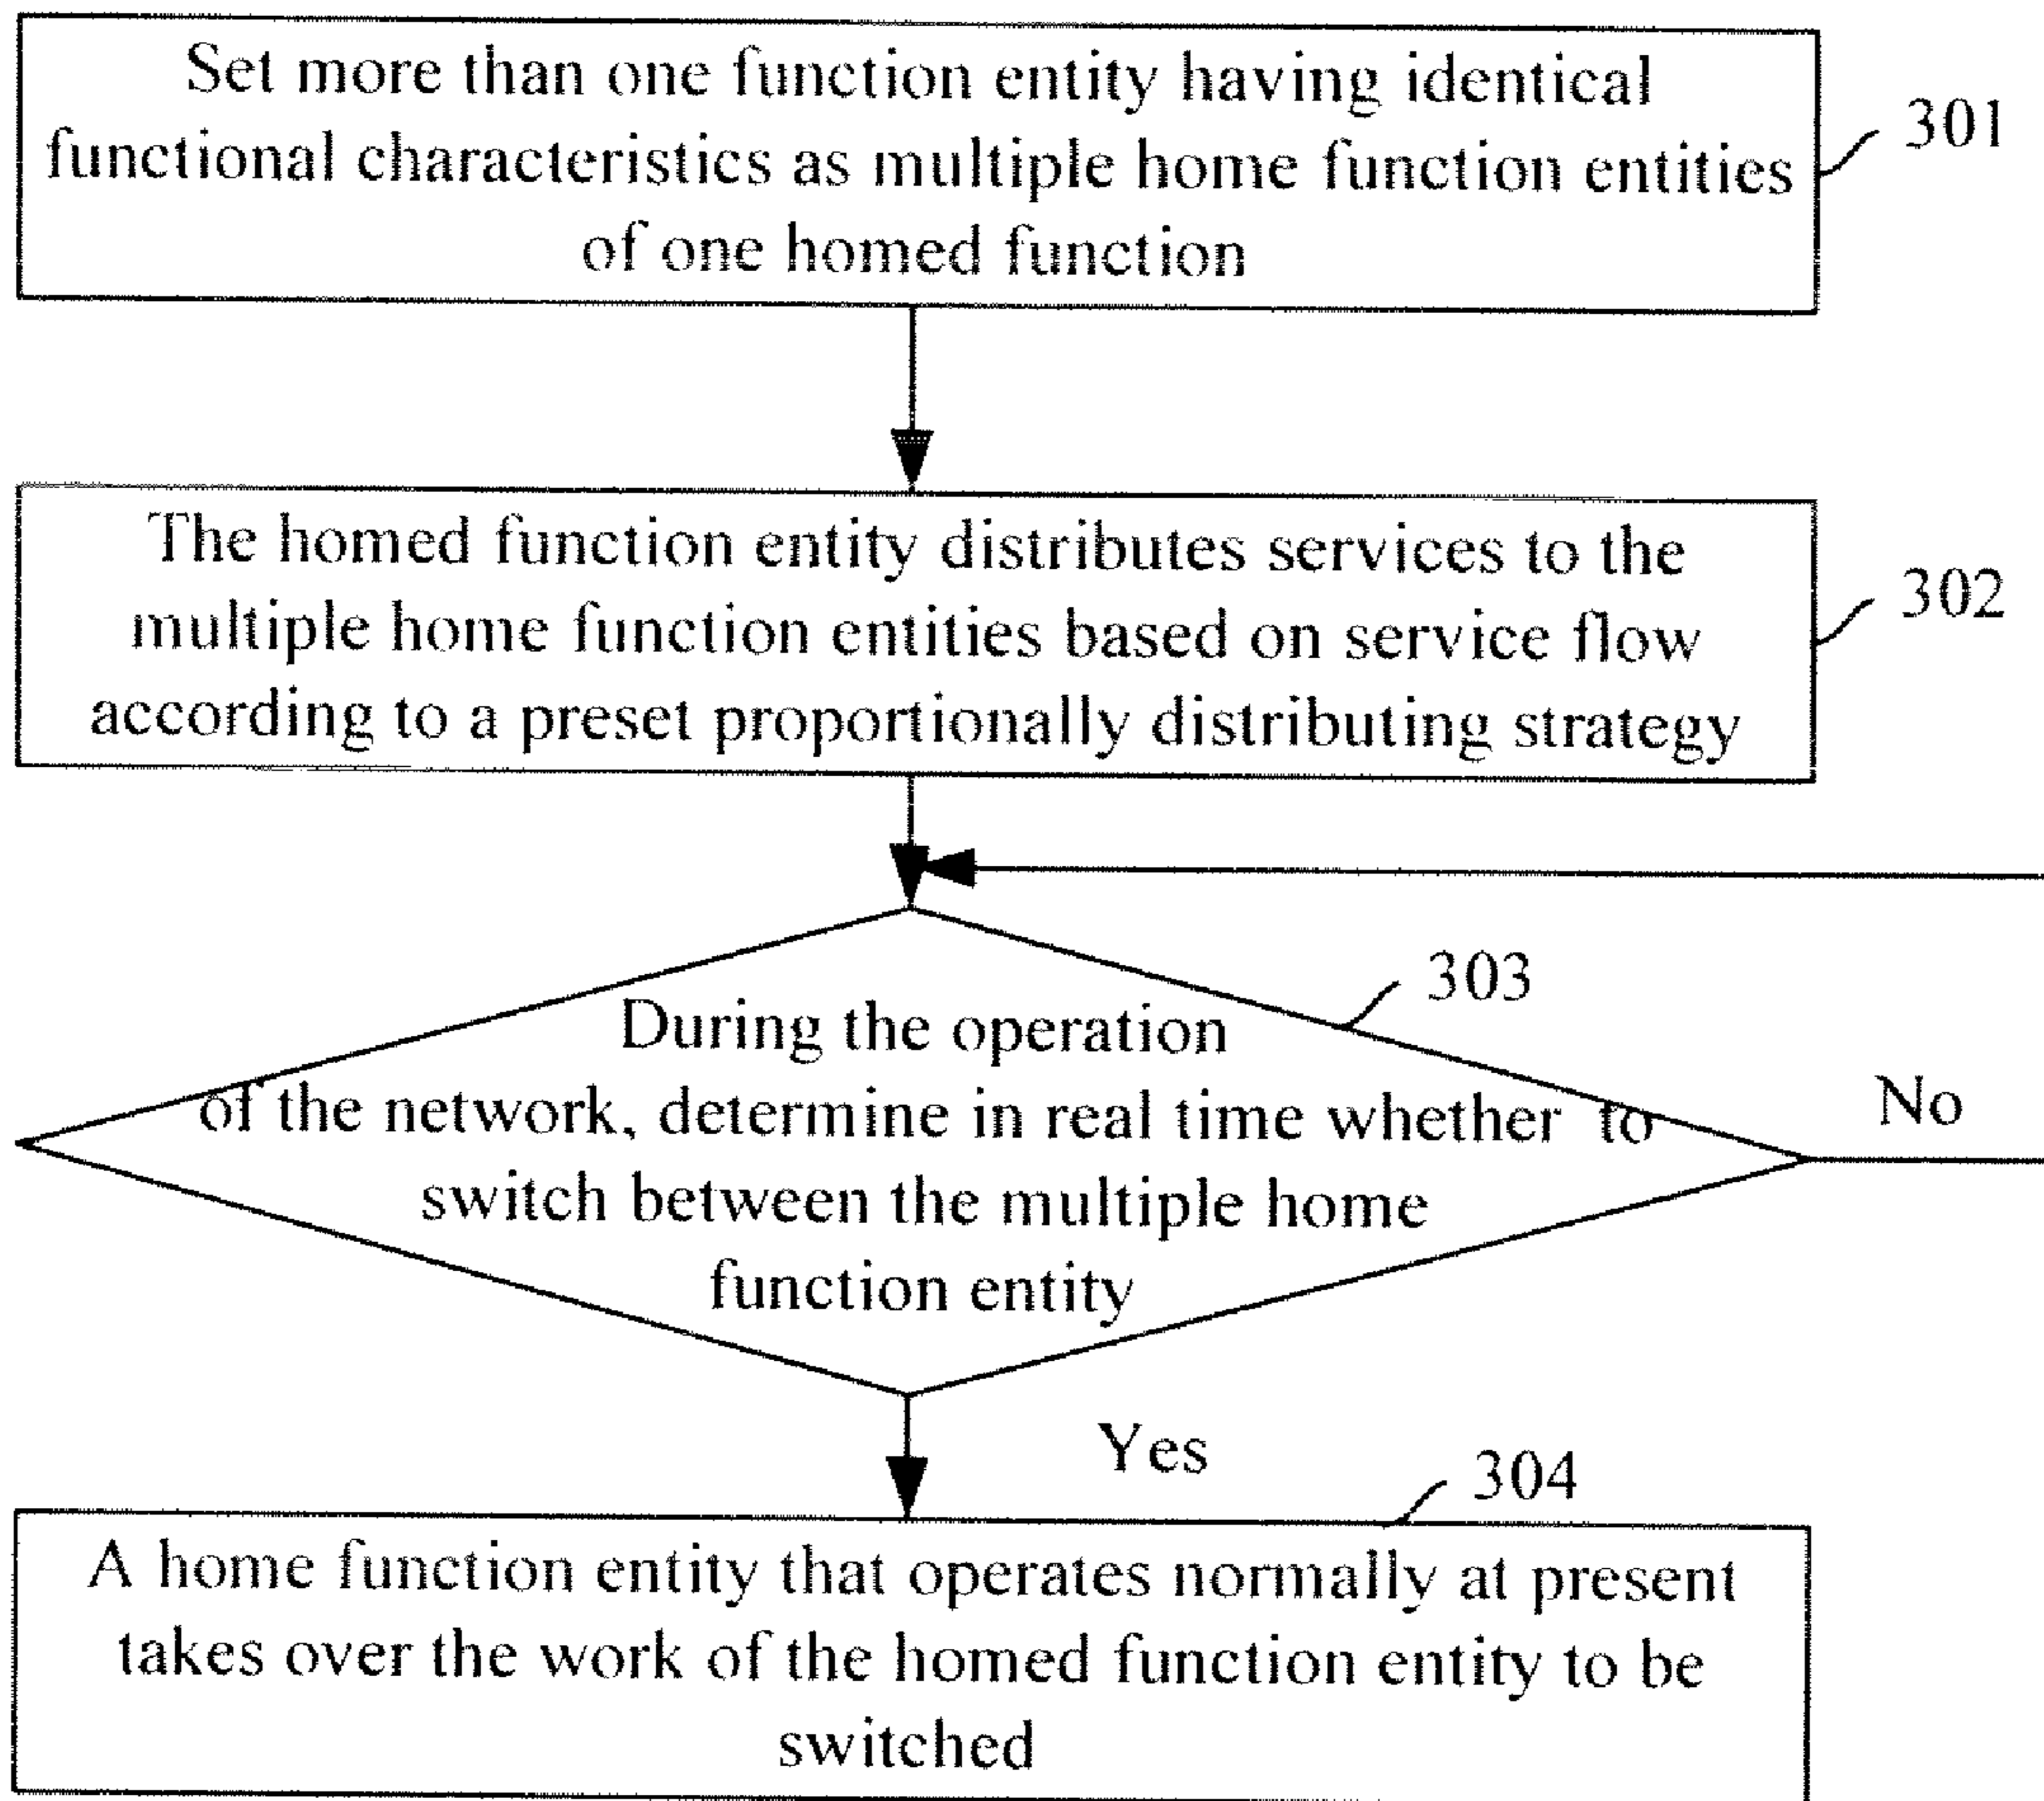 Set more than one function entity having identical
functional characteristics as multiple home function entities
of one homed function
301
The homed function entity distributes services to the
multiple home function entities based on service flow
according to a preset proportionally distributing strategy
302
303
During the operation
of the network, determine in real time whether to
switch between the multiple home
function entity
No
Yes
304
A home function entity that operates normally at present
takes over the work of the homed function entity to be
switched